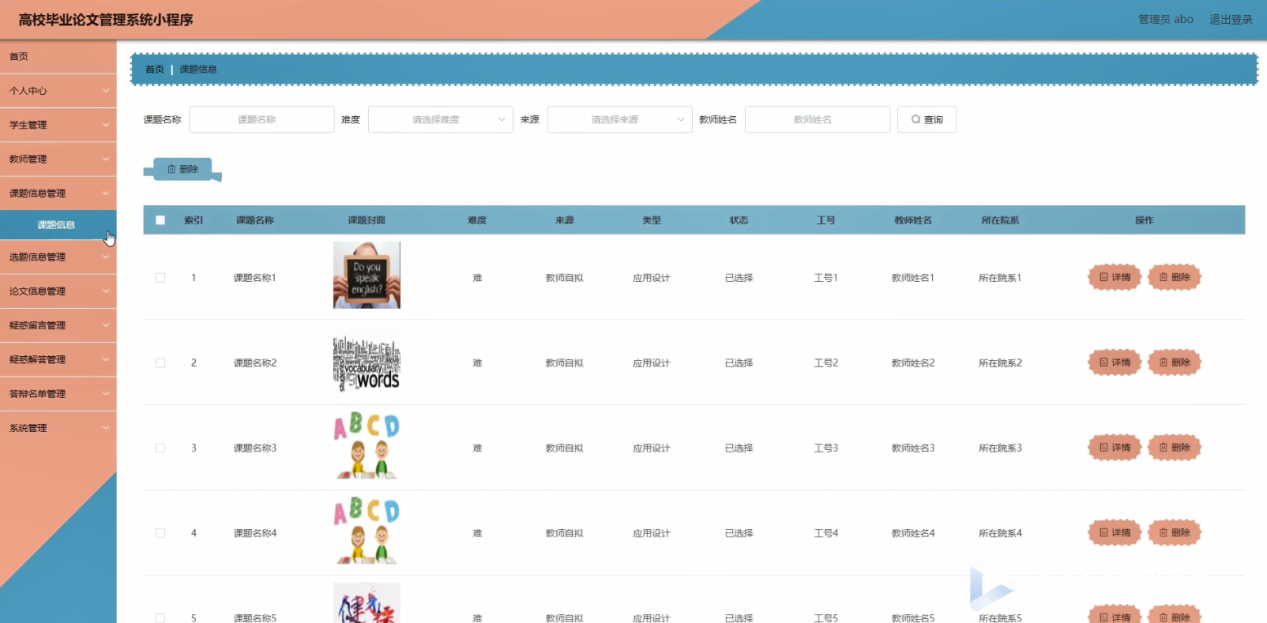 高校毕业论文管理系统小程序
管理员 abo 退出登录
首页
个人中心
学生管理
教师管理
课题信息管理
课题信息
选题信息管理
论文信息管理
疑惑留言管理
疑惑解答管理
答辩名单管理
系统管理
首页 | 课题信息
课题名称 课题名称 难度 请选择难度 来源 请选择来源 教师姓名 教师姓名 查询
删除
索引 课题名称 课题封面 难度 来源 类型 状态 工号 教师姓名 所在院系 操作
Do you
speak
english?
1 课题名称1 难 教师自拟 应用设计 已选择 工号1 教师姓名1 所在院系1 详情 删除
vocabulary
words
2 课题名称2 难 教师自拟 应用设计 已选择 工号2 教师姓名2 所在院系2 详情 删除
ABCD
3 课题名称3 难 教师自拟 应用设计 已选择 工号3 教师姓名3 所在院系3 详情 删除
ABCD
4 课题名称4 难 教师自拟 应用设计 已选择 工号4 教师姓名4 所在院系4 详情 删除
健身操
5 课题名称5 难 教师自拟 应用设计 已选择 工号5 教师姓名5 所在院系5 详情 删除